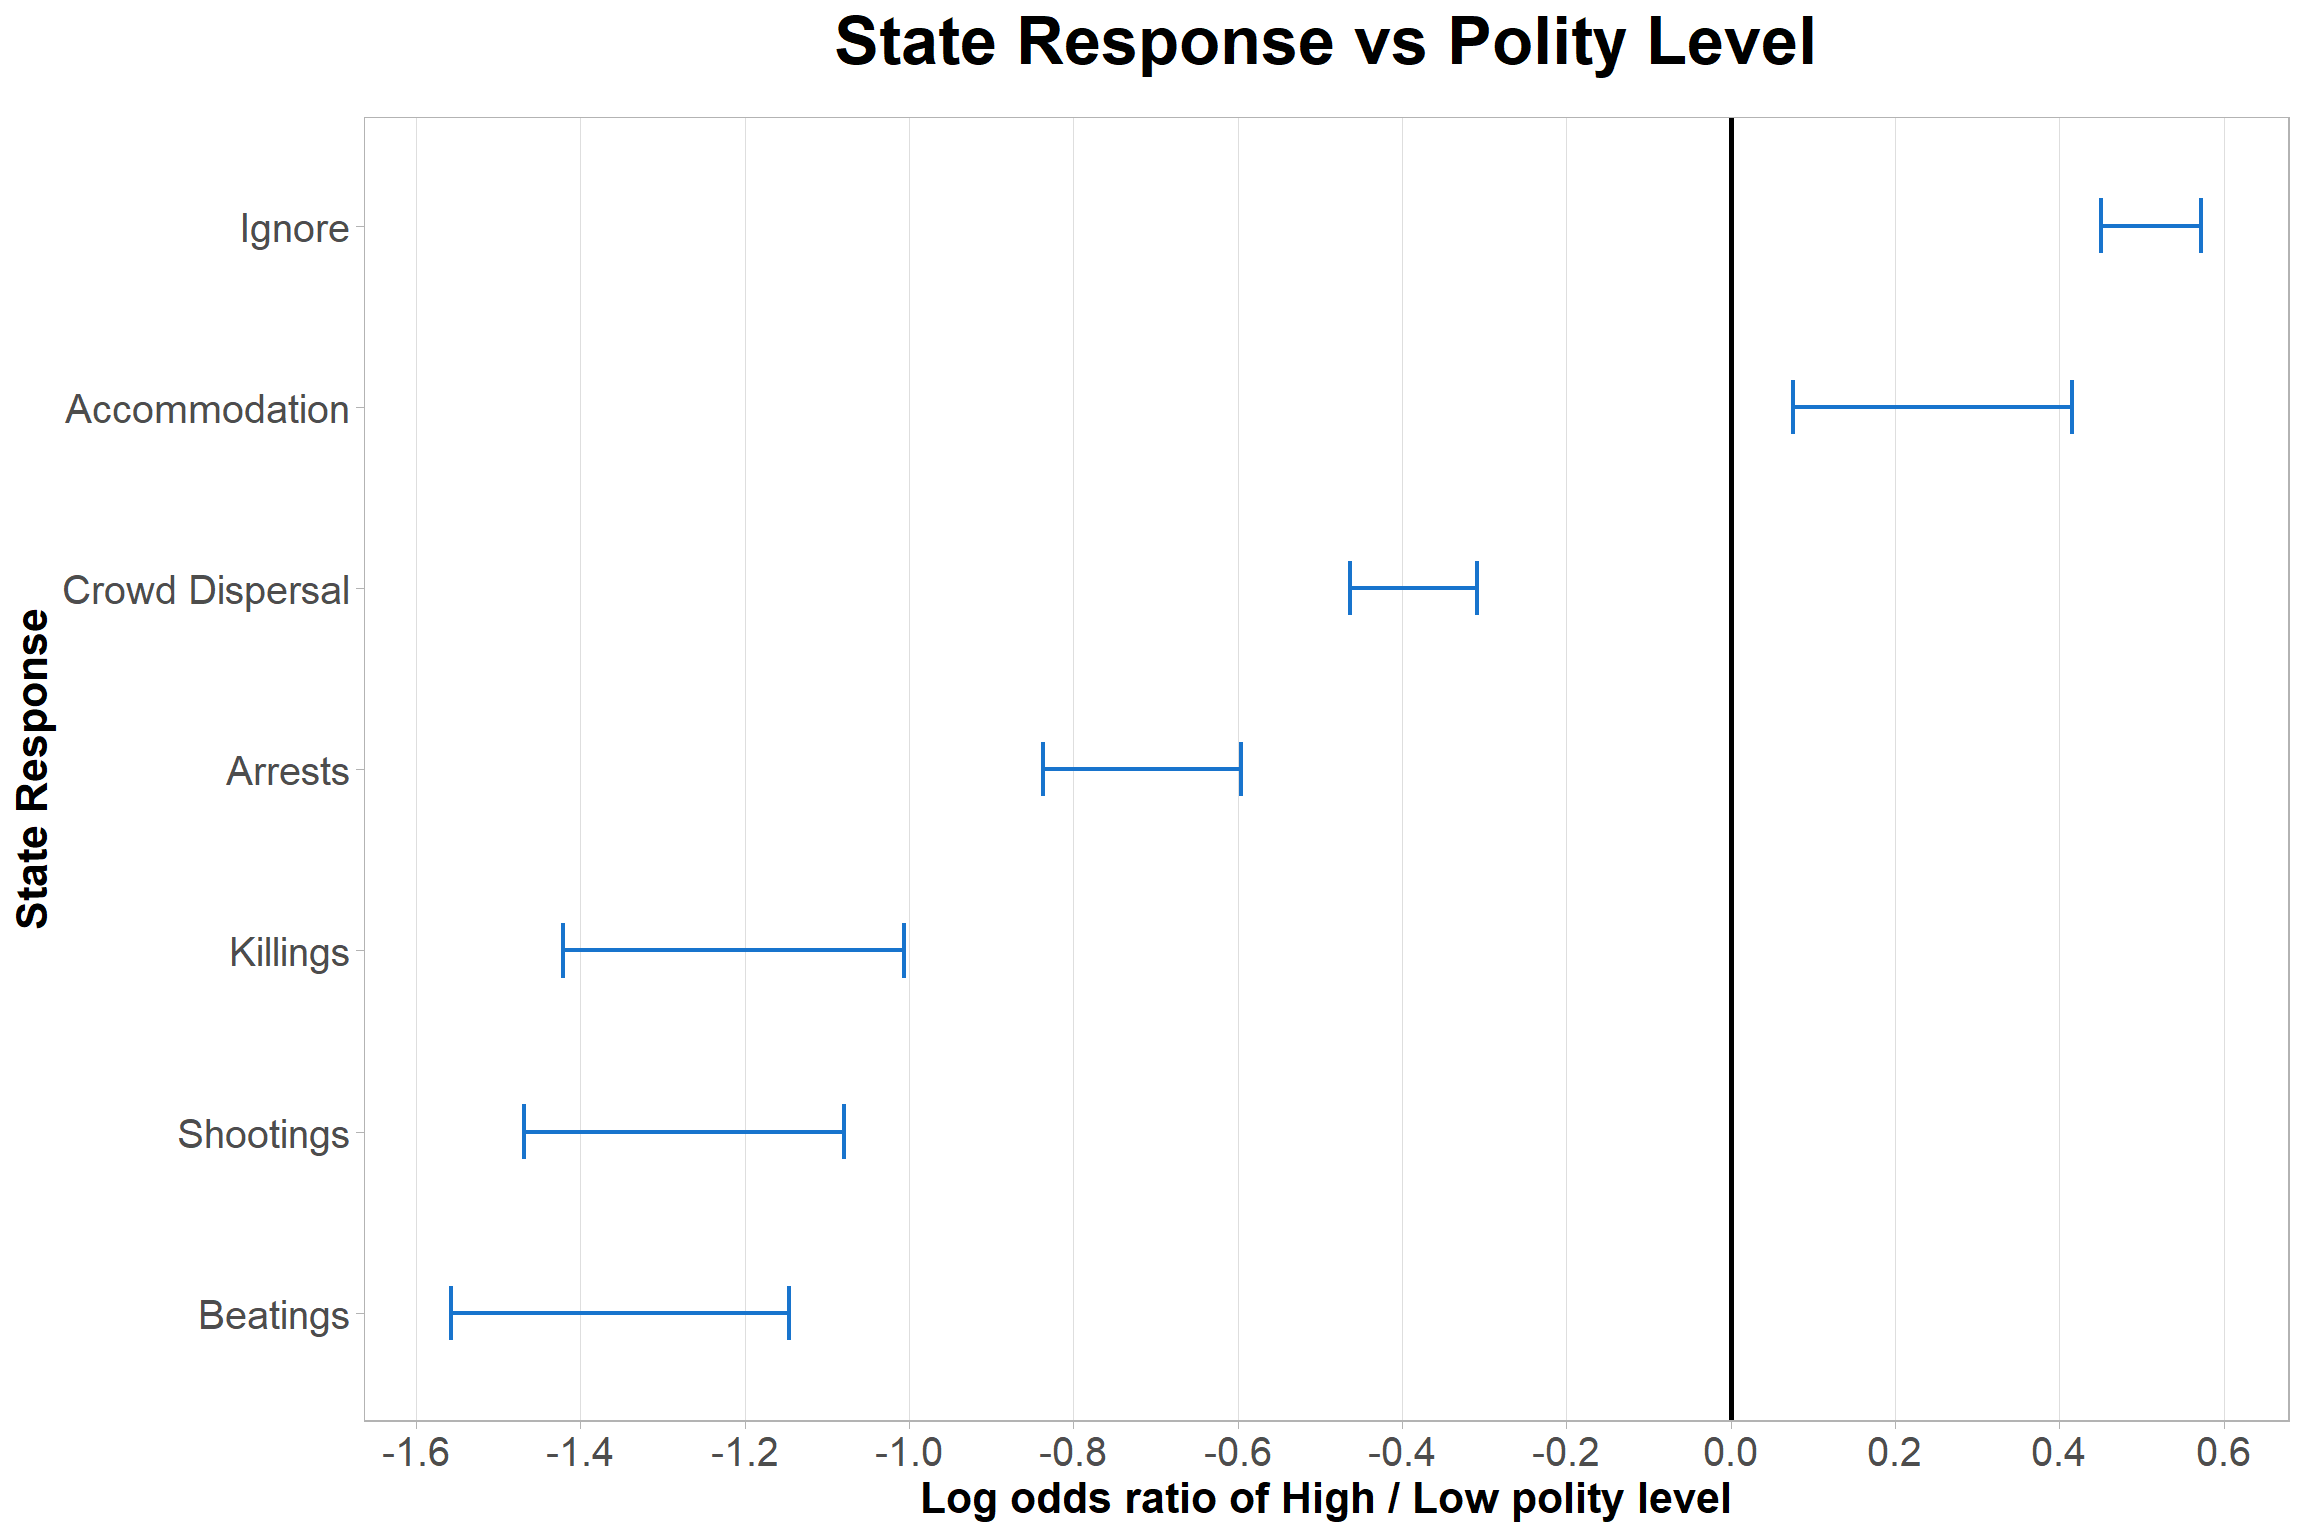 State Response vs Polity Level
State Response
Ignore
Accommodation
Crowd Dispersal
Arrests
Killings
Shootings
Beatings
-1.6 -1.4 -1.2 -1.0 -0.8 -0.6 -0.4 -0.2 0.0 0.2 0.4 0.6
Log odds ratio of High / Low polity level